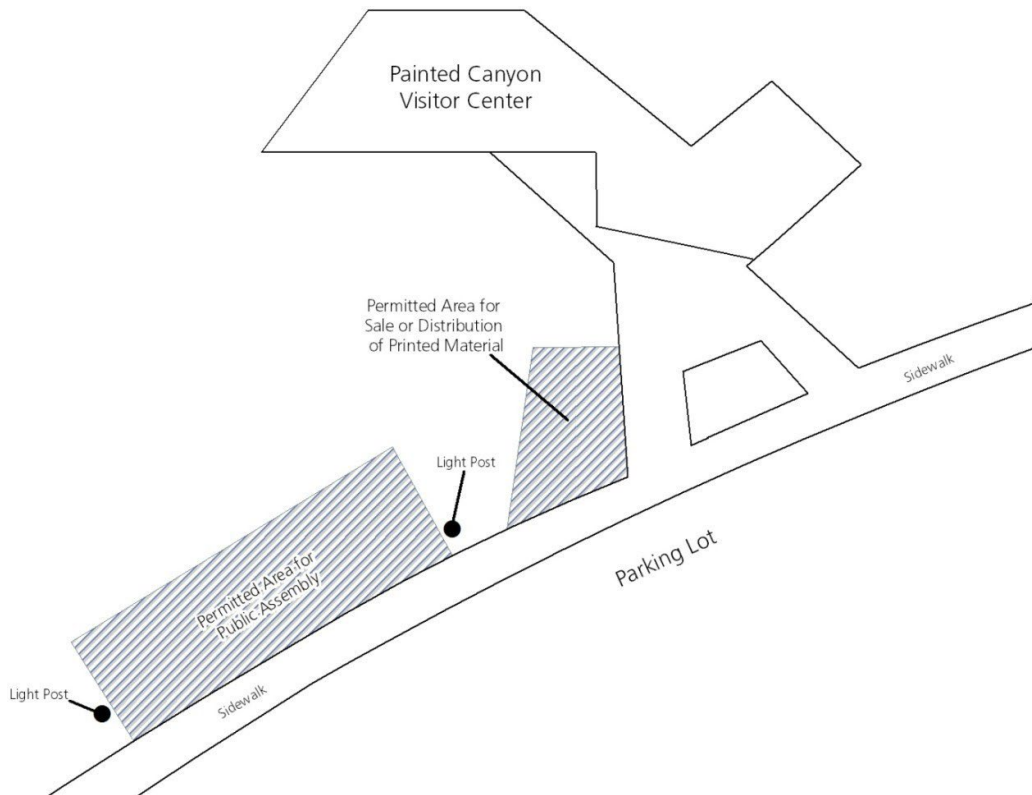 Painted Canyon
Visitor Center
Permitted Area for
Sale or Distribution
of Printed Material
Sidewalk
Light Post
Parking Lot
Permitted Area for
Public Assembly
Light Post
Sidewalk